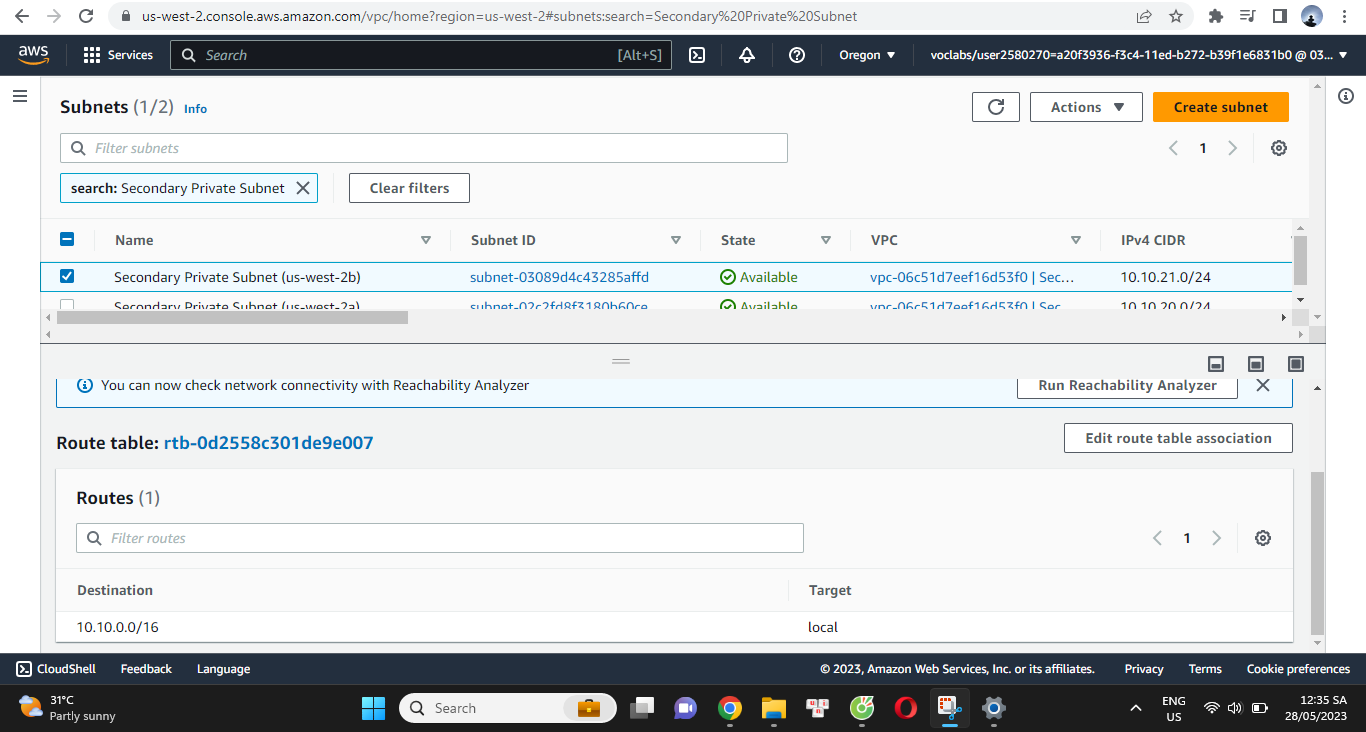 us-west-2.console.aws.amazon.com/vpc/home?region=us-west-2#subnets:search=Secondary%20Private%20Subnet
aws
Services
Search [Alt+S]
Oregon
voclabs/user2580270=a20f3936-f3c4-11ed-b272-b39f1e6831b0 @ 03...
Subnets (1/2) Info
Actions
Create subnet
Filter subnets
1
search: Secondary Private Subnet
Clear filters
Name Subnet ID State VPC IPv4 CIDR
Secondary Private Subnet (us-west-2b) subnet-03089d4c43285affd Available vpc-06c51d7eef16d53f0 | Sec... 10.10.21.0/24
Secondary Private Subnet (us-west-2a) subnet-02c2fd8f3180b60ce Available vpc-06c51d7eef16d53f0 | Sec 10.10.20.0/24
You can now check network connectivity with Reachability Analyzer
Run Reachability Analyzer
Route table: rtb-0d2558c301de9e007
Edit route table association
Routes (1)
Filter routes
1
Destination Target
10.10.0.0/16 local
CloudShell Feedback Language © 2023, Amazon Web Services, Inc. or its affiliates. Privacy Terms Cookie preferences
31°C
Partly sunny
Search
ENG
US
12:35 SA
28/05/2023